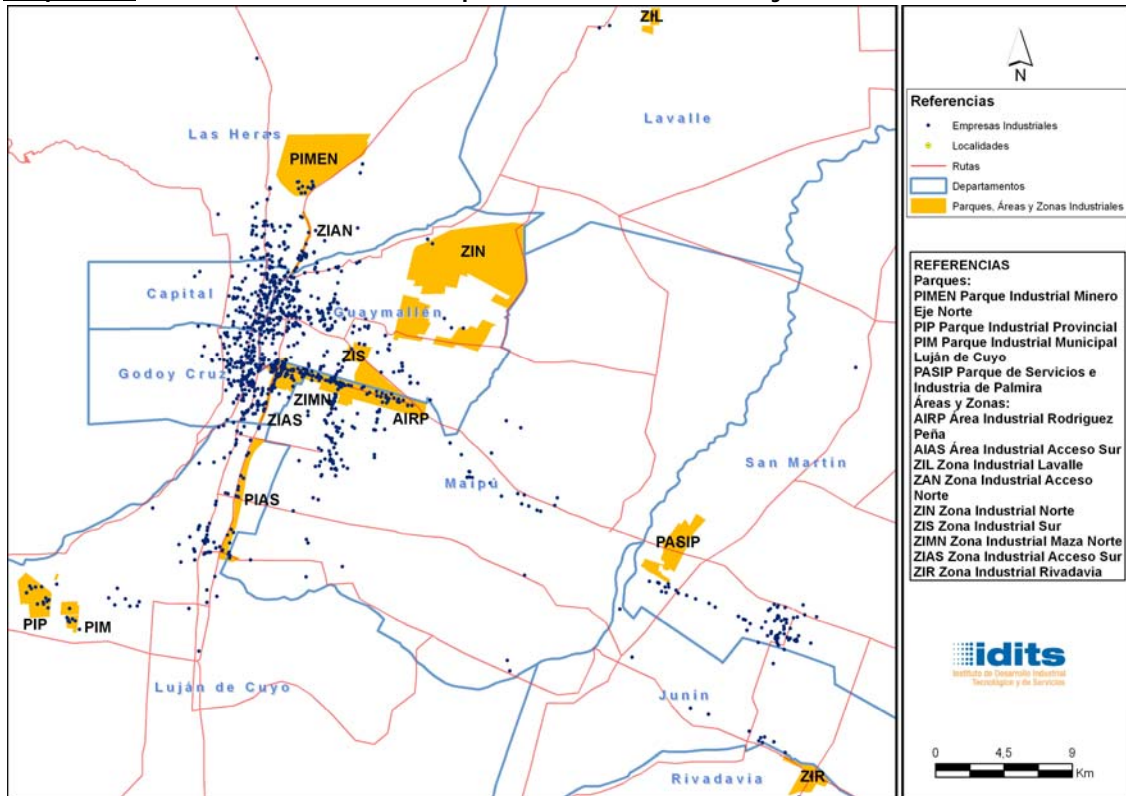 ZIL
Lavalle
Las Heras
PIMEN
ZIAN
ZIN
Capital
Guaymallén
ZIS
Godoy Cruz
ZIMN
ZIAS
AIRP
San Martin
Maipú
PIAS
PASIP
PIP
PIM
Luján de Cuyo
Junin
Rivadavia
ZIR
N
Referencias
Empresas Industriales
Localidades
Rutas
Departamentos
Parques, Áreas y Zonas Industriales
REFERENCIAS
Parques:
PIMEN Parque Industrial Minero
Eje Norte
PIP Parque Industrial Provincial
PIM Parque Industrial Municipal
Luján de Cuyo
PASIP Parque de Servicios e
Industria de Palmira
Áreas y Zonas:
AIRP Área Industrial Rodriguez
Peña
AIAS Área Industrial Acceso Sur
ZIL Zona Industrial Lavalle
ZAN Zona Industrial Acceso
Norte
ZIN Zona Industrial Norte
ZIS Zona Industrial Sur
ZIMN Zona Industrial Maza Norte
ZIAS Zona Industrial Acceso Sur
ZIR Zona Industrial Rivadavia
idits
Instituto de Desarrollo Industrial
Tecnológico y de Servicios
0 4,5 9
Km